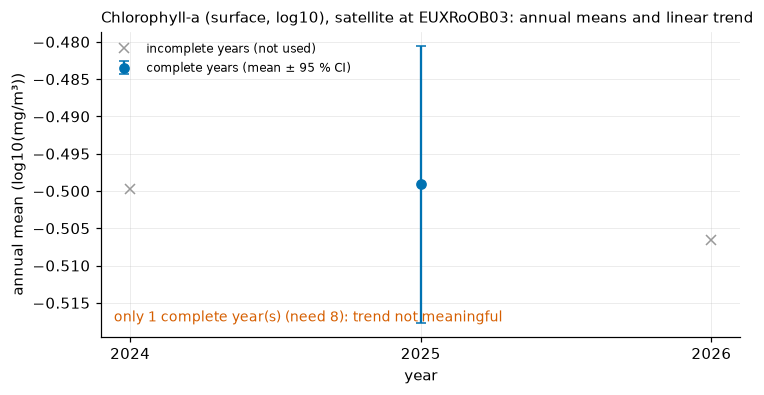 Chlorophyll-a (surface, log10), satellite at EUXRoOB03: annual means and linear trend
incomplete years (not used)
complete years (mean ± 95 % CI)
annual mean (log10(mg/m³))
−0.480
−0.485
−0.490
−0.495
−0.500
−0.505
−0.510
−0.515
only 1 complete year(s) (need 8): trend not meaningful
2024
2025
2026
year